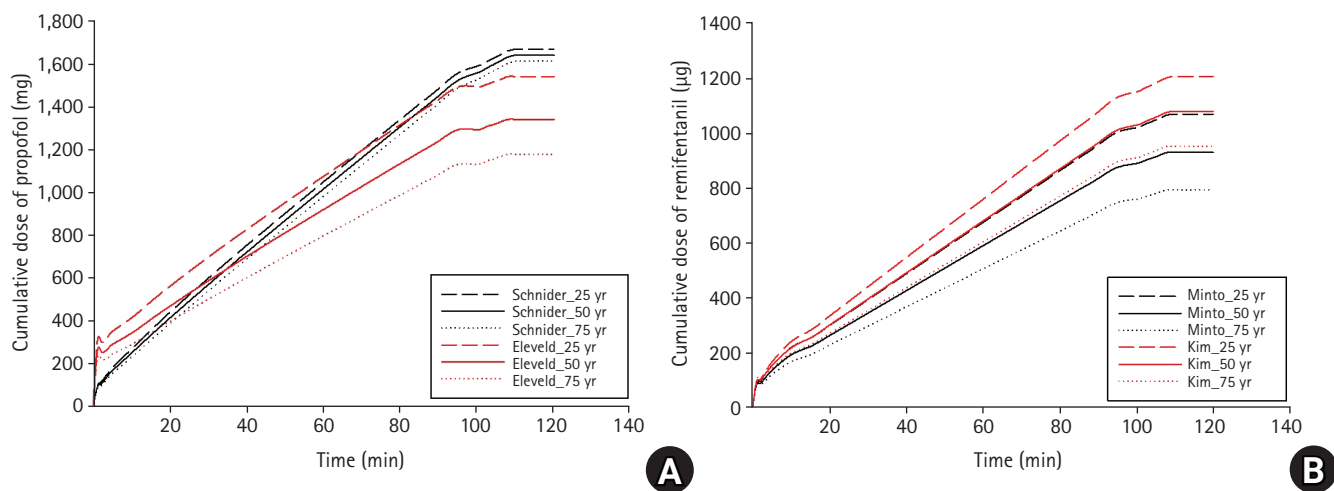 1,800
1,600
1,400
1,200
1,000
800
600
400
200
0
Cumulative dose of propofol (mg)
20
40
60
80
100
120
140
Time (min)
Schnider_25 yr
Schnider_50 yr
Schnider_75 yr
Eleveld_25 yr
Eleveld_50 yr
Eleveld_75 yr
A
1400
1200
1000
800
600
400
200
0
Cumulative dose of remifentanil (µg)
20
40
60
80
100
120
140
Time (min)
Minto_25 yr
Minto_50 yr
Minto_75 yr
Kim_25 yr
Kim_50 yr
Kim_75 yr
B